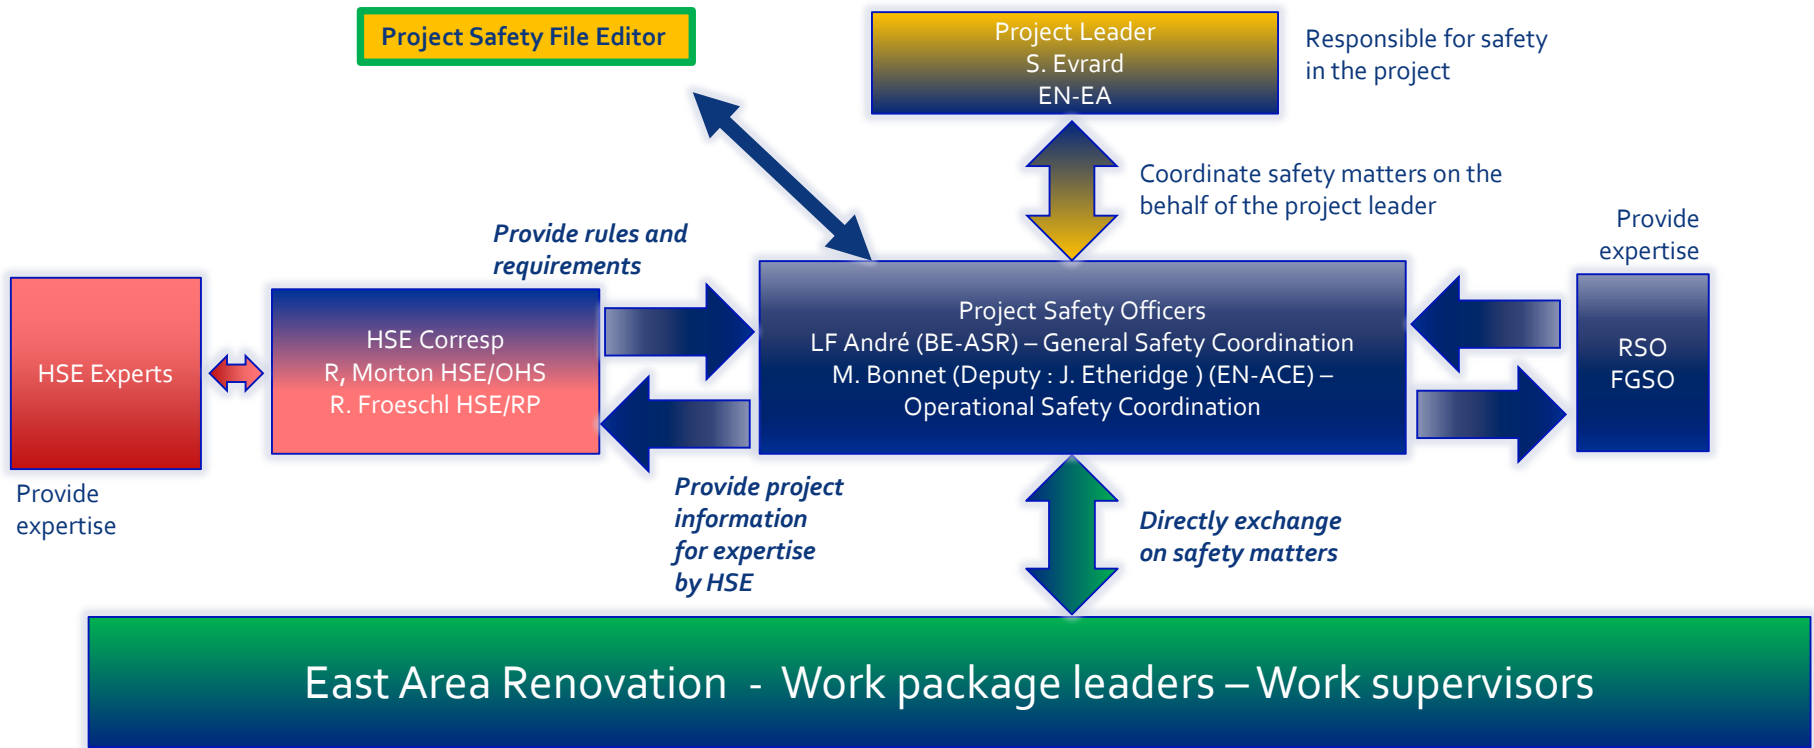 Project Safety File Editor
Project Leader
S. Evrard
EN-EA
Responsible for safety
in the project
Coordinate safety matters on the
behalf of the project leader
Provide rules and
requirements
Provide
expertise
HSE Experts
HSE Corresp
R, Morton HSE/OHS
R. Froeschl HSE/RP
Project Safety Officers
LF André (BE-ASR) – General Safety Coordination
M. Bonnet (Deputy : J. Etheridge ) (EN-ACE) –
Operational Safety Coordination
RSO
FGSO
Provide
expertise
Provide project
information
for expertise
by HSE
Directly exchange
on safety matters
East Area Renovation - Work package leaders – Work supervisors